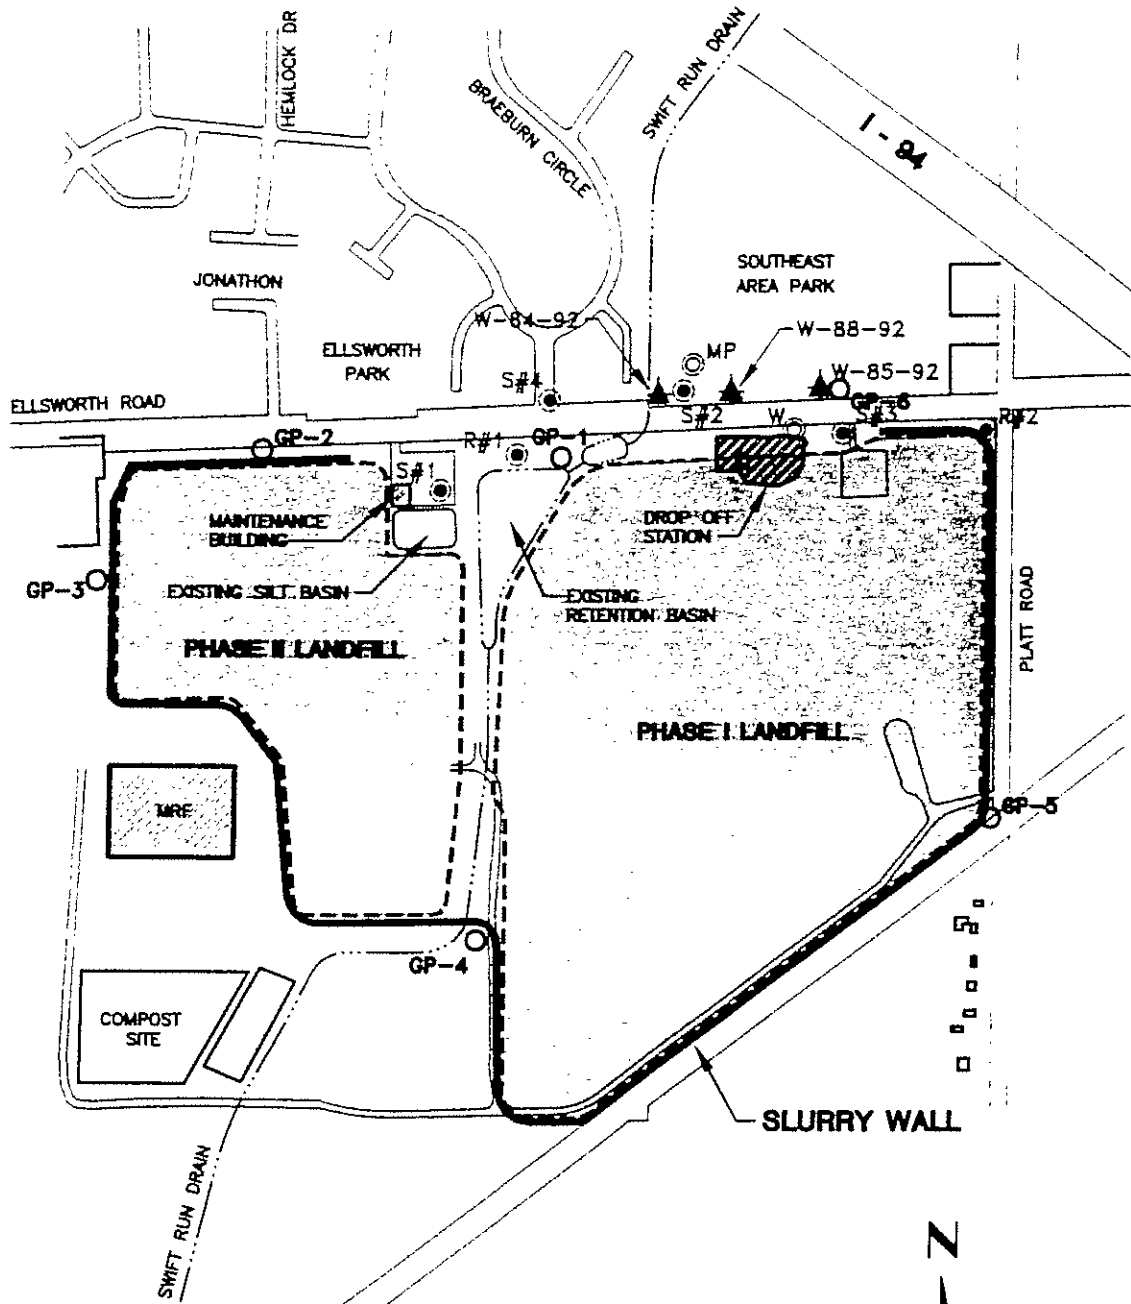 HEMLOCK DR
SWIFT RUN DRAIN
BRAEBURN CIRCLE
I-94
JONATHON
SOUTHEAST
AREA PARK
W-84-92
W-88-92
ELLSWORTH
PARK
MP
S#4
W-85-92
ELLSWORTH ROAD
GP-6
S#2
W
S#3
R#2
GP-2
R#1
GP-1
S#1
MAINTENANCE
BUILDING
DROP OFF
STATION
GP-3
EXISTING SILT BASIN
EXISTING
RETENTION BASIN
PHASE II LANDFILL
PLATT ROAD
PHASE I LANDFILL
MRF
GP-5
GP-4
COMPOST
SITE
SLURRY WALL
SWIFT RUN DRAIN
N